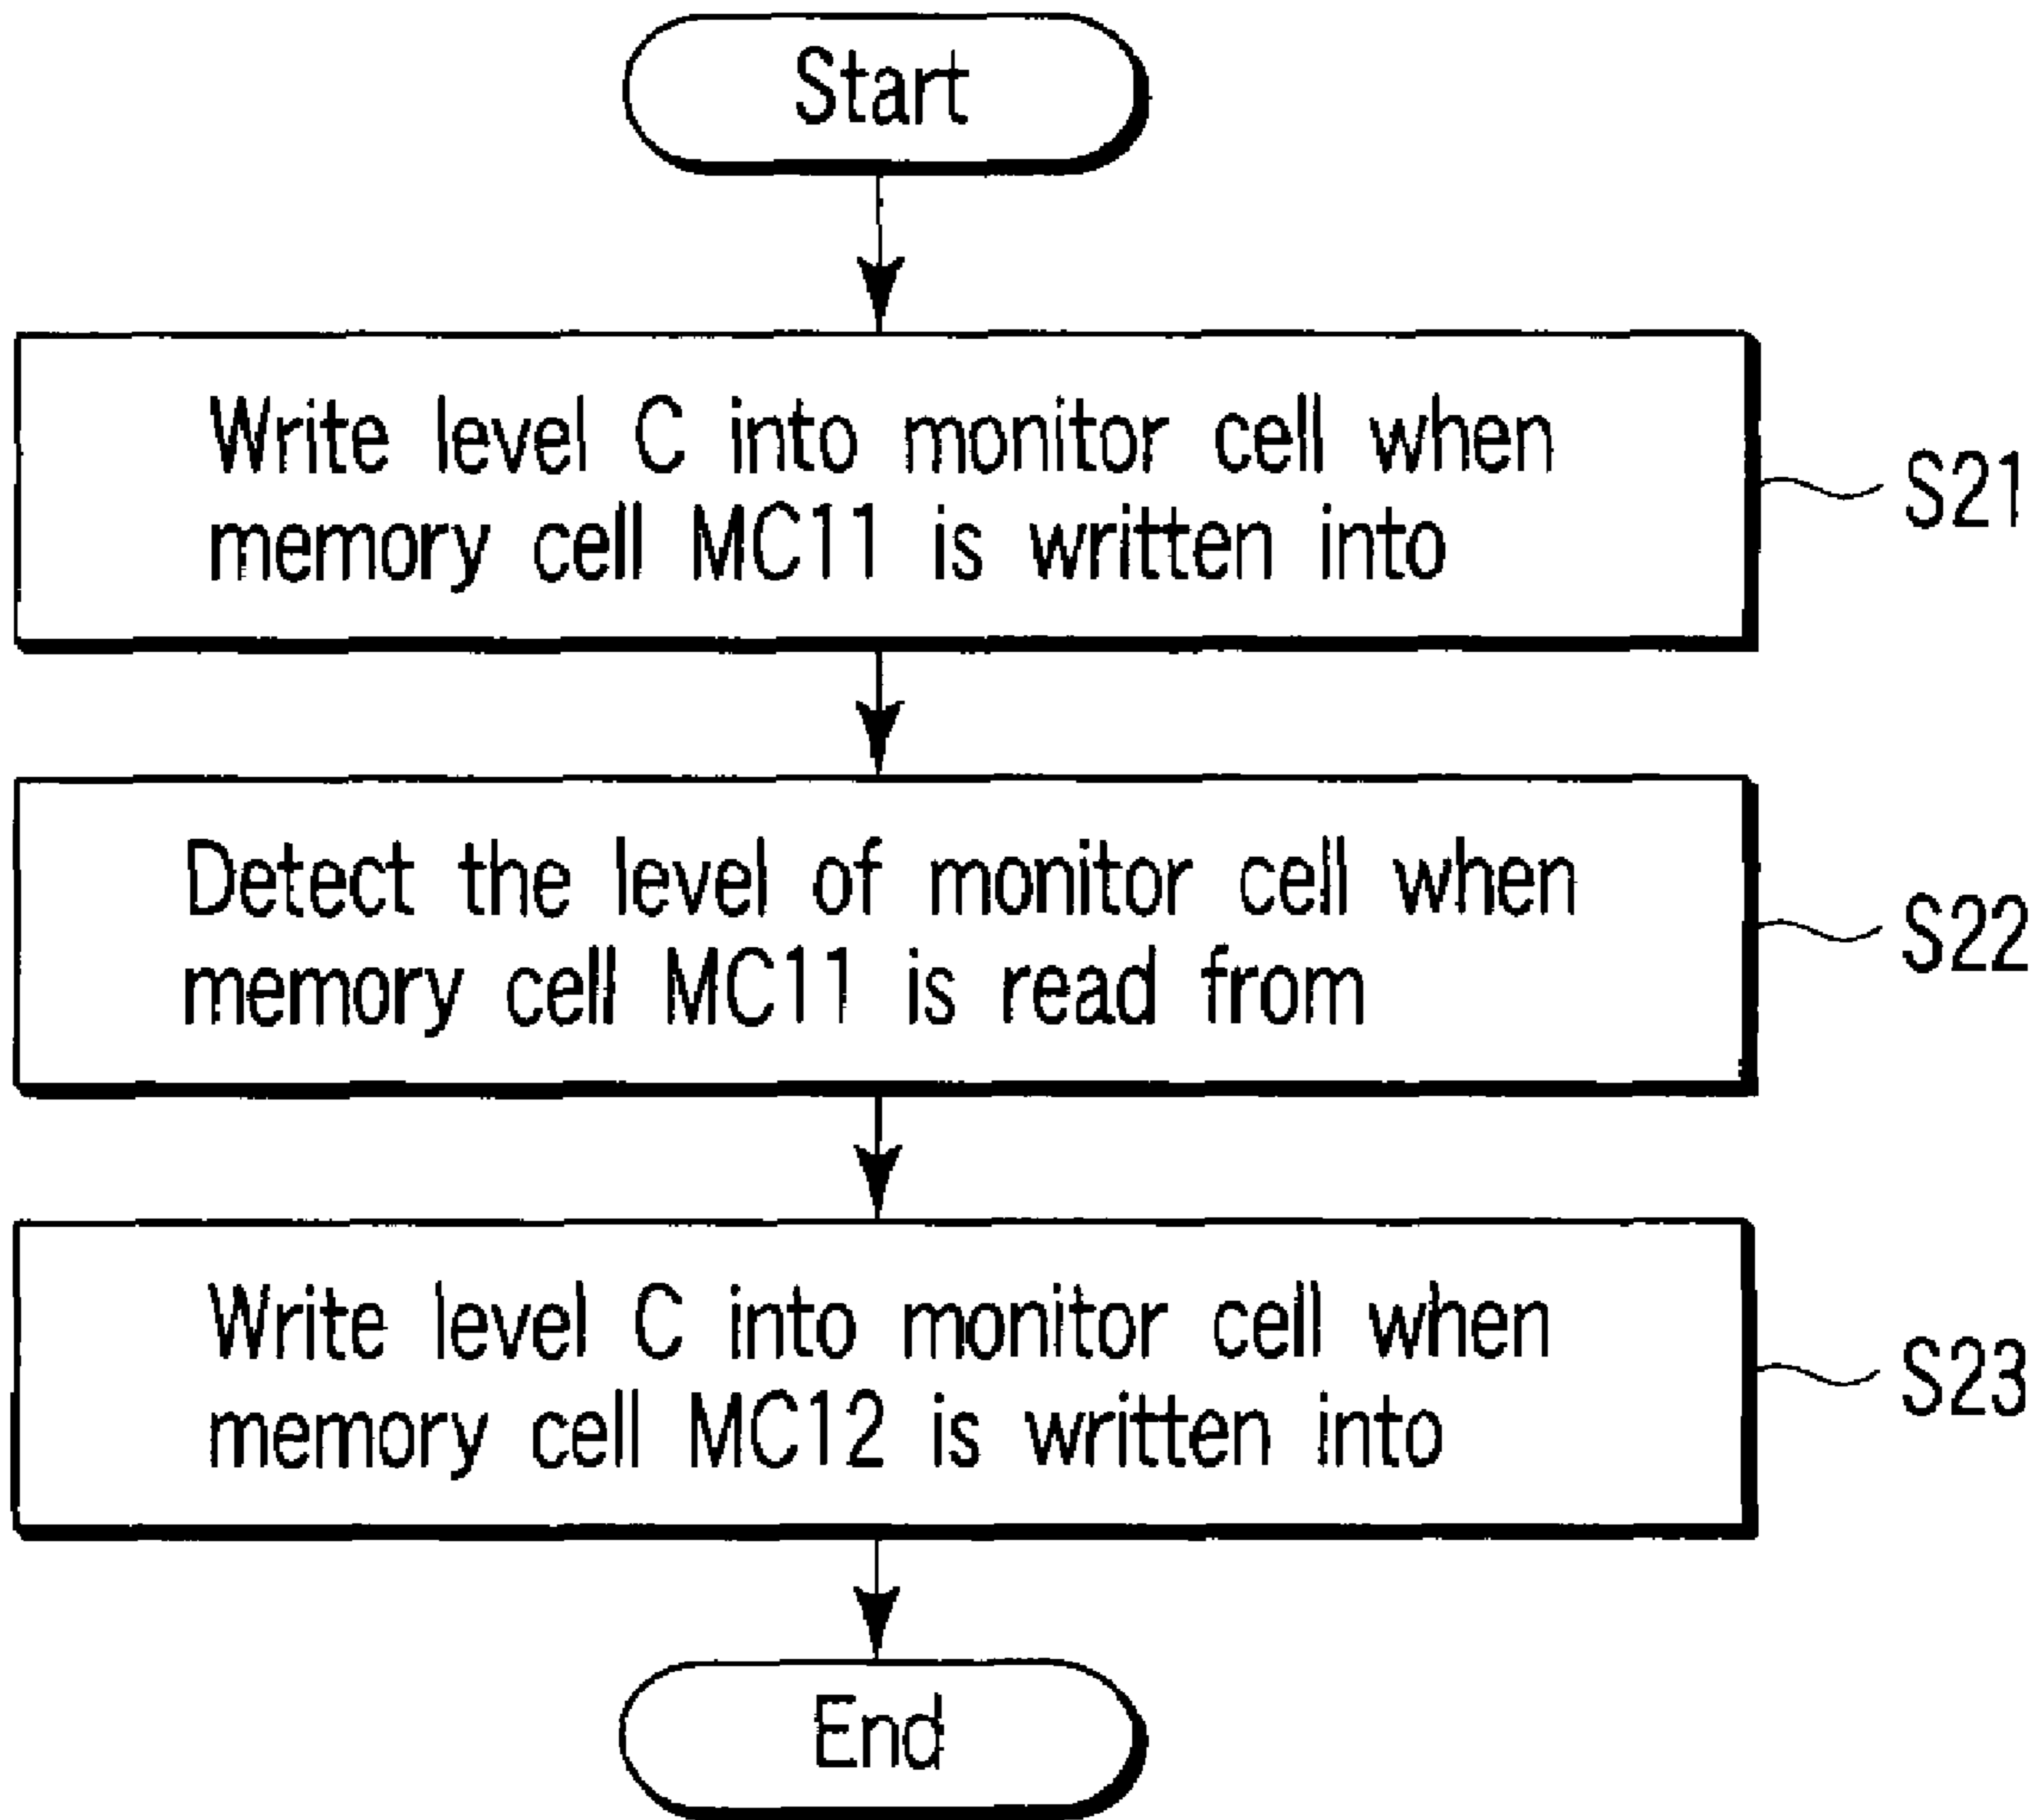 Start
Write level C into monitor cell when
memory cell MC11 is written into
S21
Detect the level of monitor cell when
memory cell MC11 is read from
S22
Write level C into monitor cell when
memory cell MC12 is written into
S23
End